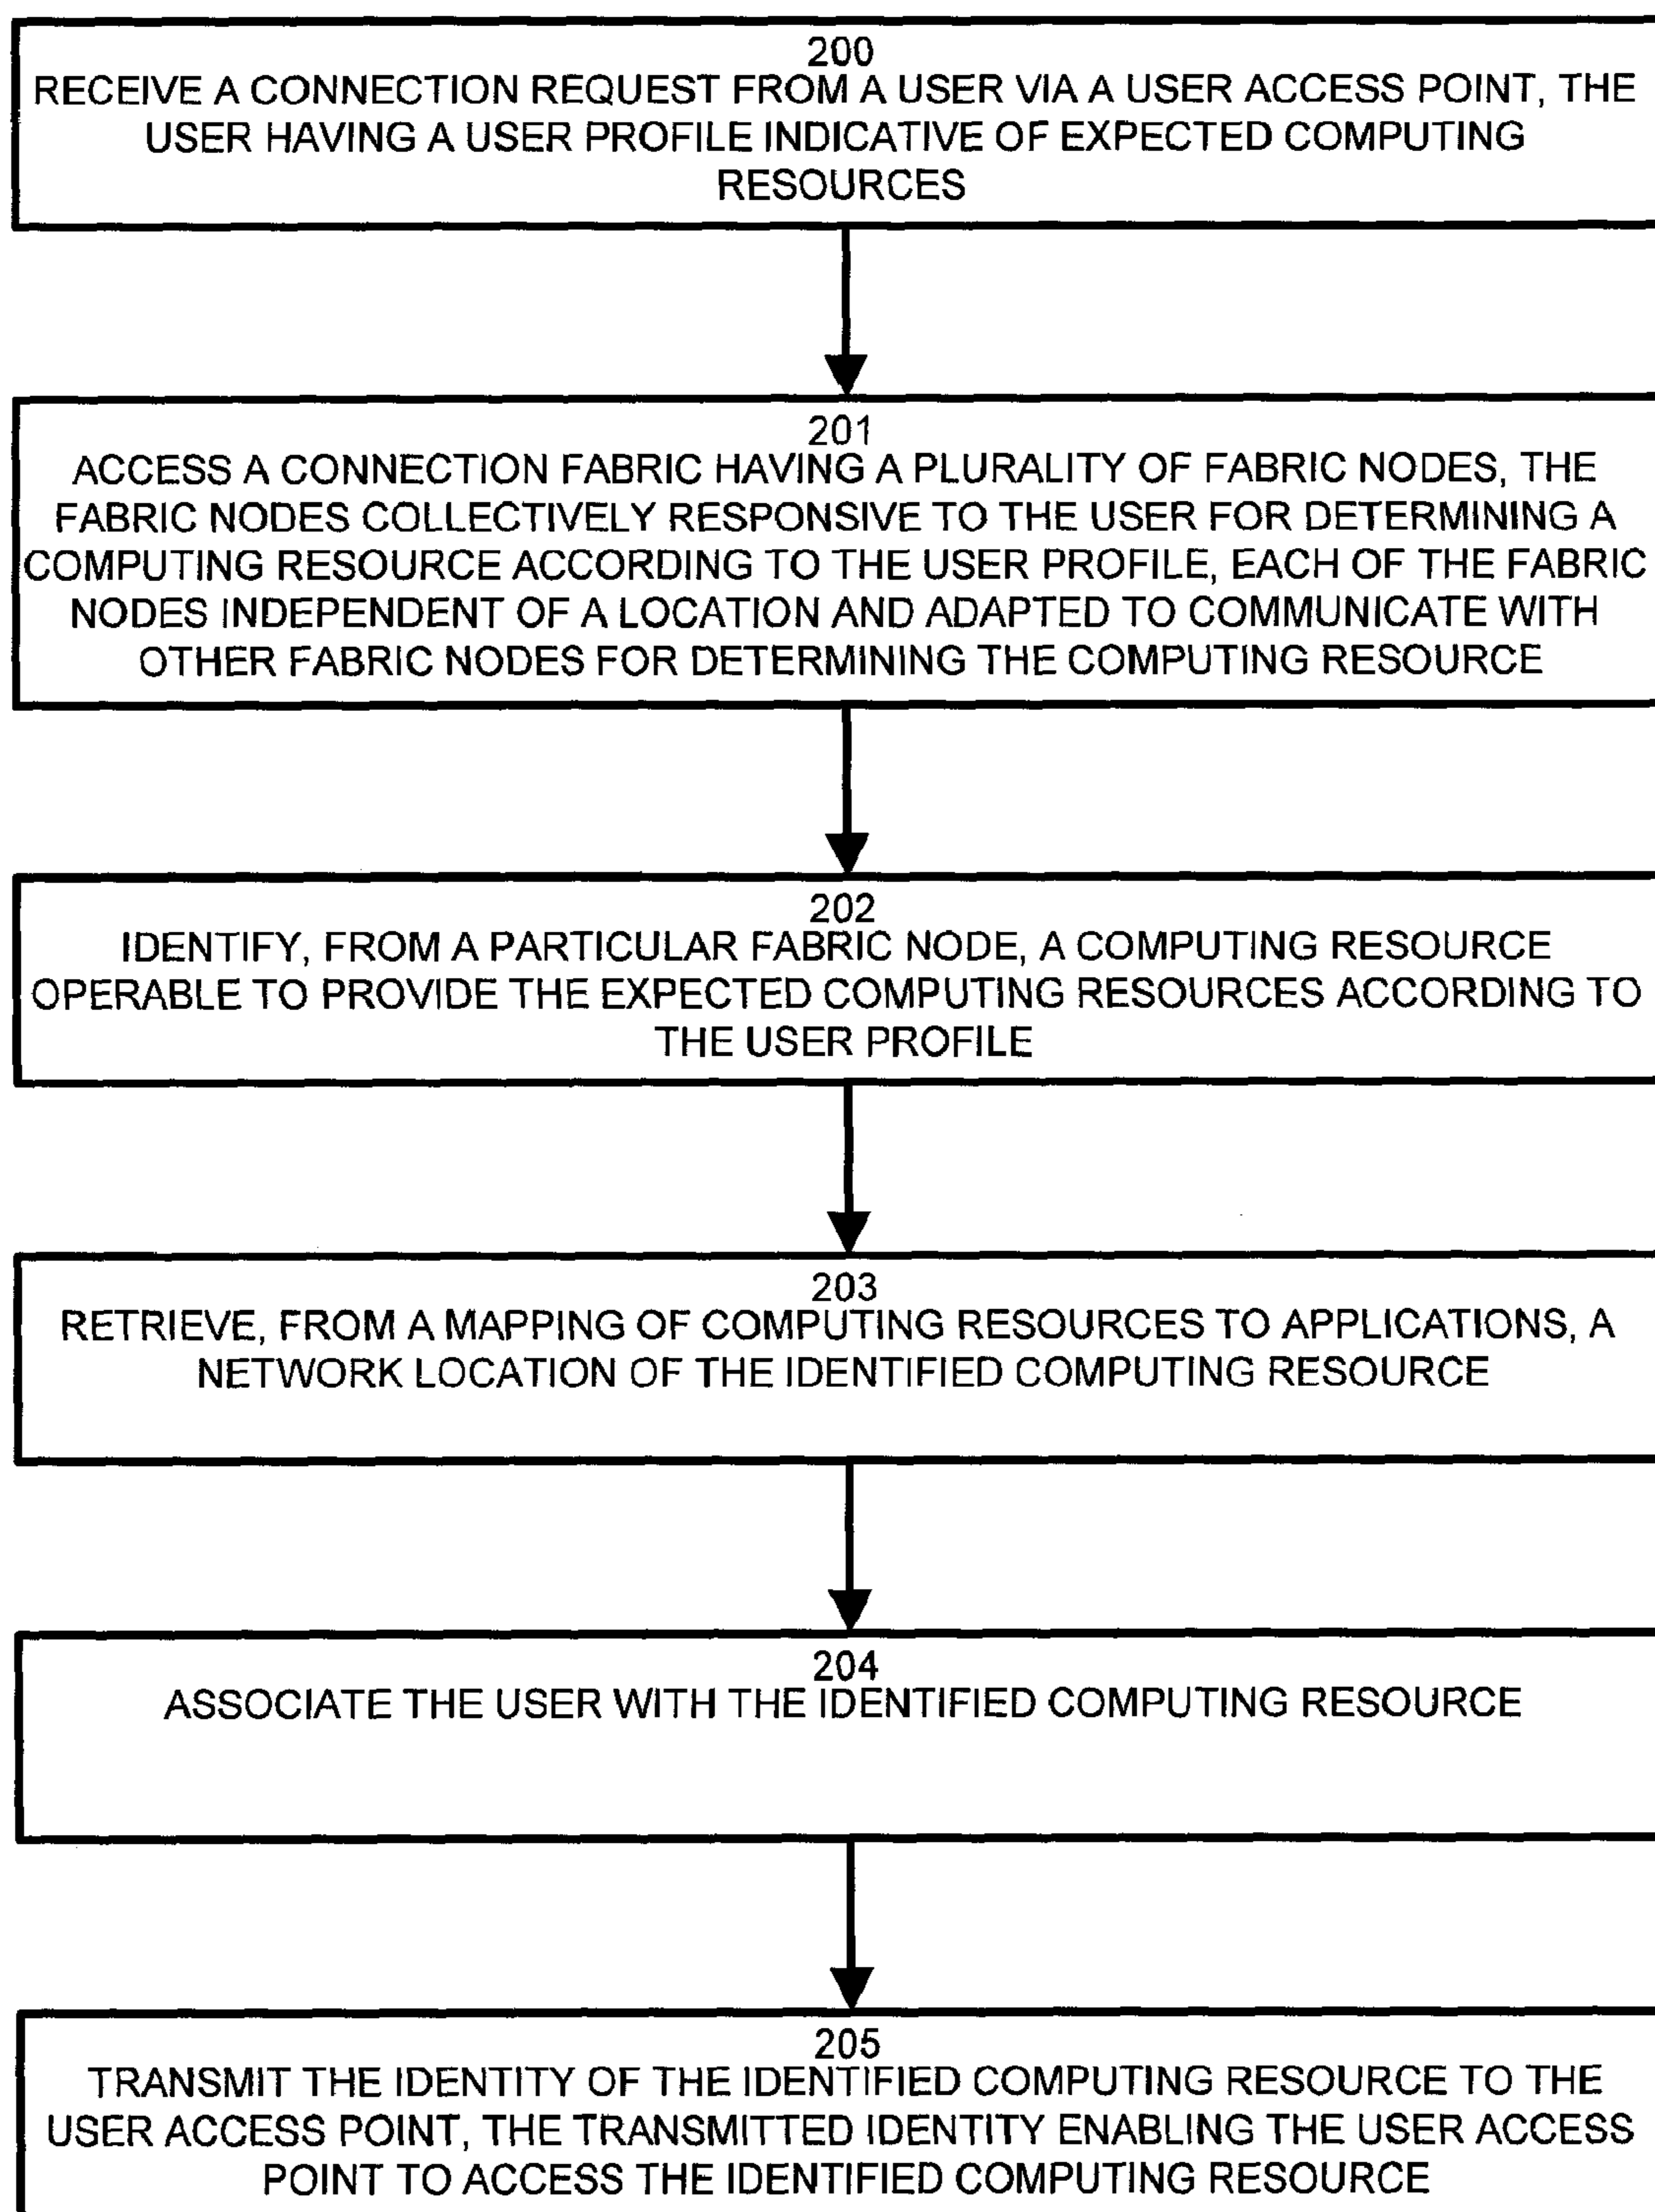 200
RECEIVE A CONNECTION REQUEST FROM A USER VIA A USER ACCESS POINT, THE
USER HAVING A USER PROFILE INDICATIVE OF EXPECTED COMPUTING
RESOURCES
201
ACCESS A CONNECTION FABRIC HAVING A PLURALITY OF FABRIC NODES, THE
FABRIC NODES COLLECTIVELY RESPONSIVE TO THE USER FOR DETERMINING A
COMPUTING RESOURCE ACCORDING TO THE USER PROFILE, EACH OF THE FABRIC
NODES INDEPENDENT OF A LOCATION AND ADAPTED TO COMMUNICATE WITH
OTHER FABRIC NODES FOR DETERMINING THE COMPUTING RESOURCE
202
IDENTIFY, FROM A PARTICULAR FABRIC NODE, A COMPUTING RESOURCE
OPERABLE TO PROVIDE THE EXPECTED COMPUTING RESOURCES ACCORDING TO
THE USER PROFILE
203
RETRIEVE, FROM A MAPPING OF COMPUTING RESOURCES TO APPLICATIONS, A
NETWORK LOCATION OF THE IDENTIFIED COMPUTING RESOURCE
204
ASSOCIATE THE USER WITH THE IDENTIFIED COMPUTING RESOURCE
205
TRANSMIT THE IDENTITY OF THE IDENTIFIED COMPUTING RESOURCE TO THE
USER ACCESS POINT, THE TRANSMITTED IDENTITY ENABLING THE USER ACCESS
POINT TO ACCESS THE IDENTIFIED COMPUTING RESOURCE